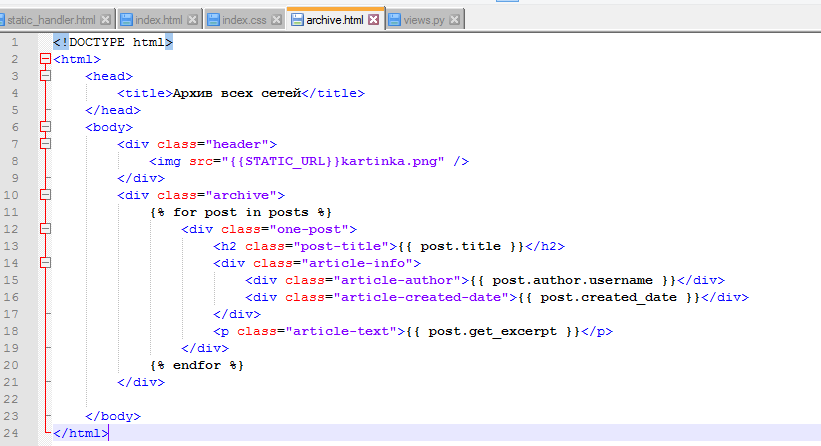 static_handler.html index.html index.css archive.html views.py
1 <!DOCTYPE html>
2 <html>
3 <head>
4 <title>Архив всех сетей</title>
5 </head>
6 <body>
7 <div class="header">
8 <img src="{{STATIC_URL}}kartinka.png" />
9 </div>
10 <div class="archive">
11 {% for post in posts %}
12 <div class="one-post">
13 <h2 class="post-title">{{ post.title }}</h2>
14 <div class="article-info">
15 <div class="article-author">{{ post.author.username }}</div>
16 <div class="article-created-date">{{ post.created_date }}</div>
17 </div>
18 <p class="article-text">{{ post.get_excerpt }}</p>
19 </div>
20 {% endfor %}
21 </div>
22
23 </body>
24 </html>